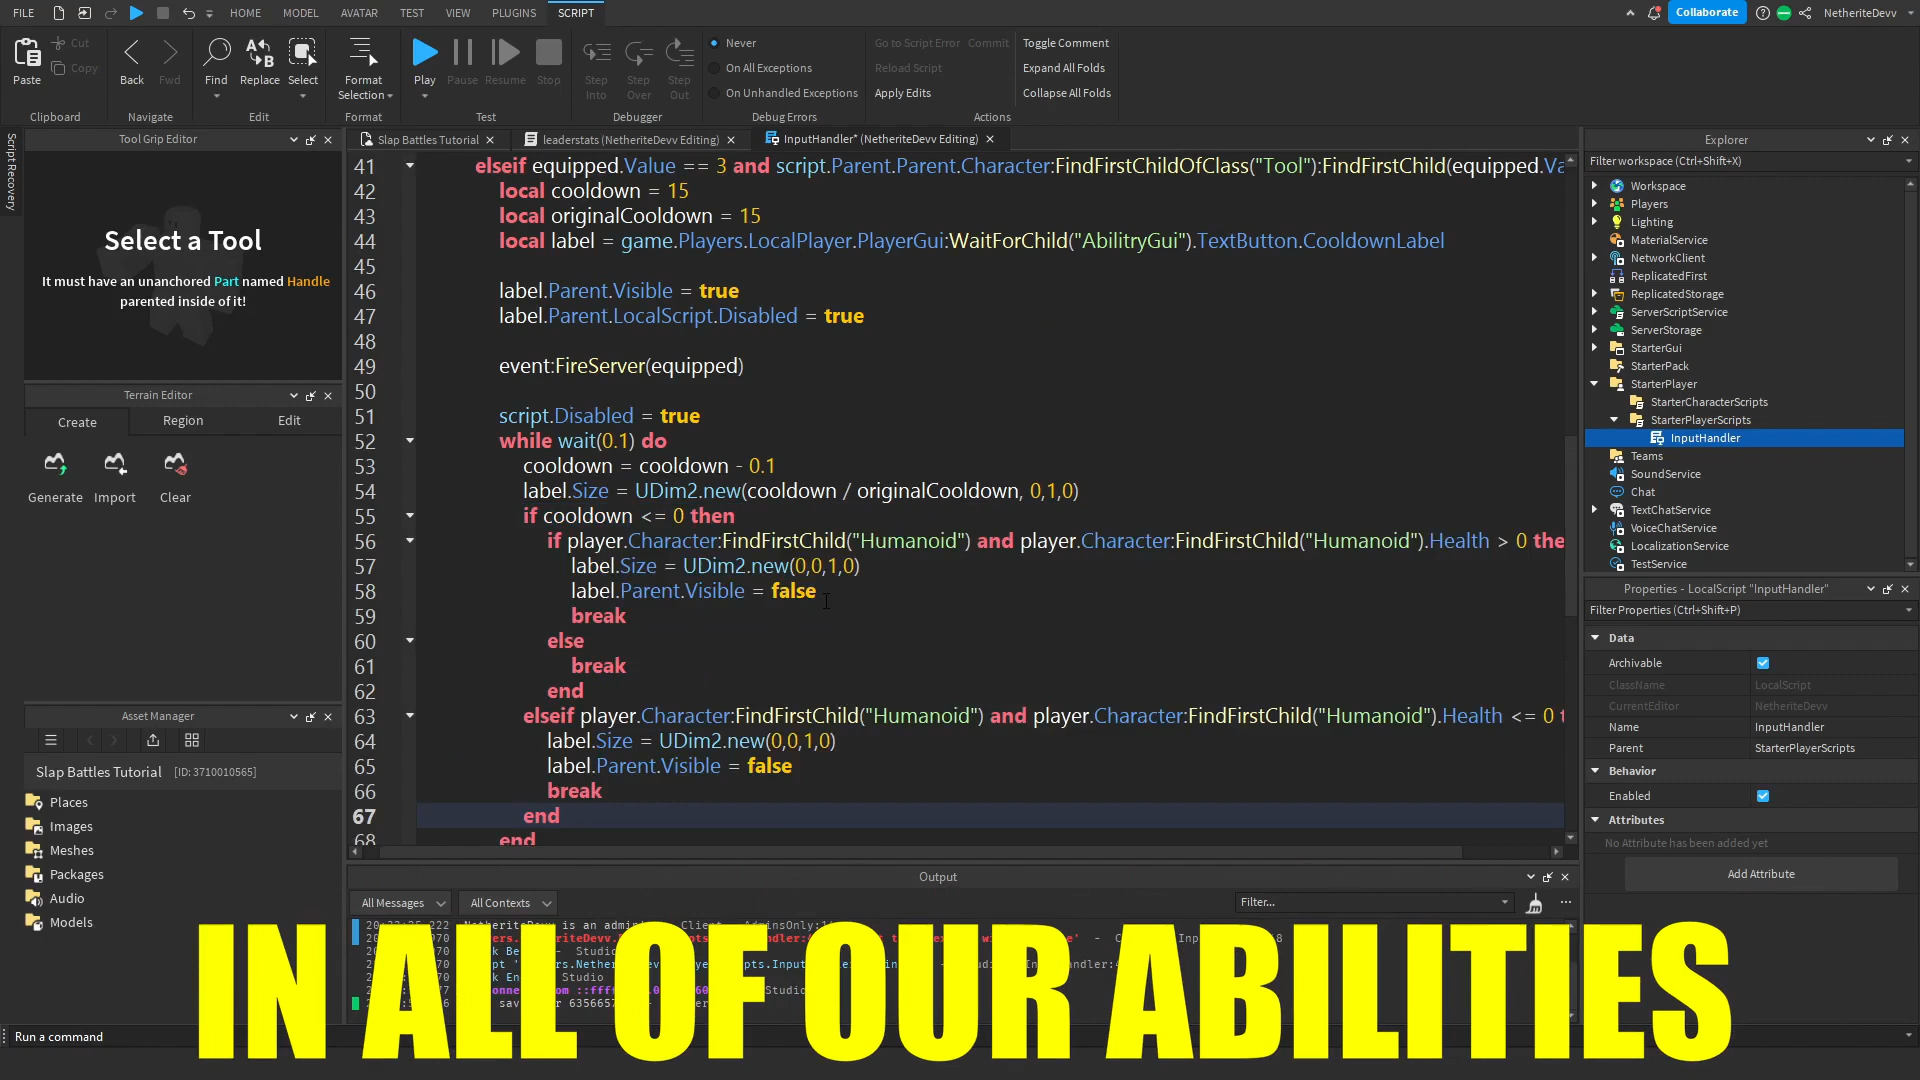 FILE HOME MODEL AVATAR TEST VIEW PLUGINS SCRIPT Collaborate NetheriteDevv
Paste Cut Copy Back Fwd Find Replace Select Format Selection Play Pause Resume Stop Step Into Step Over Step Out
Never
On All Exceptions
On Unhandled Exceptions
Go to Script Error Commit
Reload Script
Apply Edits
Toggle Comment
Expand All Folds
Collapse All Folds
Clipboard Navigate Edit Format Test Debugger Debug Errors Actions
Script Recovery
Tool Grip Editor
Select a Tool
It must have an unanchored Part named Handle
parented inside of it!
Terrain Editor
Create Region Edit
Generate Import Clear
Asset Manager
Slap Battles Tutorial [ID: 3710010565]
Places
Images
Meshes
Packages
Audio
Models
Slap Battles Tutorial leaderstats (NetheriteDevv Editing) InputHandler* (NetheriteDevv Editing)
41 elseif equipped.Value == 3 and script.Parent.Parent.Character:FindFirstChildOfClass("Tool"):FindFirstChild(equipped.Va
42 local cooldown = 15
43 local originalCooldown = 15
44 local label = game.Players.LocalPlayer.PlayerGui:WaitForChild("AbilitryGui").TextButton.CooldownLabel
45
46 label.Parent.Visible = true
47 label.Parent.LocalScript.Disabled = true
48
49 event:FireServer(equipped)
50
51 script.Disabled = true
52 while wait(0.1) do
53 cooldown = cooldown - 0.1
54 label.Size = UDim2.new(cooldown / originalCooldown, 0,1,0)
55 if cooldown <= 0 then
56 if player.Character:FindFirstChild("Humanoid") and player.Character:FindFirstChild("Humanoid").Health > 0 the
57 label.Size = UDim2.new(0,0,1,0)
58 label.Parent.Visible = false
59 break
60 else
61 break
62 end
63 elseif player.Character:FindFirstChild("Humanoid") and player.Character:FindFirstChild("Humanoid").Health <= 0 t
64 label.Size = UDim2.new(0,0,1,0)
65 label.Parent.Visible = false
66 break
67 end
68 end
Output
All Messages All Contexts Filter...
IN ALL OF OUR ABILITIES
Run a command
Explorer
Filter workspace (Ctrl+Shift+X)
Workspace
Players
Lighting
MaterialService
NetworkClient
ReplicatedFirst
ReplicatedStorage
ServerScriptService
ServerStorage
StarterGui
StarterPack
StarterPlayer
StarterCharacterScripts
StarterPlayerScripts
InputHandler
Teams
SoundService
Chat
TextChatService
VoiceChatService
LocalizationService
TestService
Properties - LocalScript "InputHandler"
Filter Properties (Ctrl+Shift+P)
Data
Archivable
ClassName LocalScript
CurrentEditor NetheriteDevv
Name InputHandler
Parent StarterPlayerScripts
Behavior
Enabled
Attributes
No Attribute has been added yet
Add Attribute